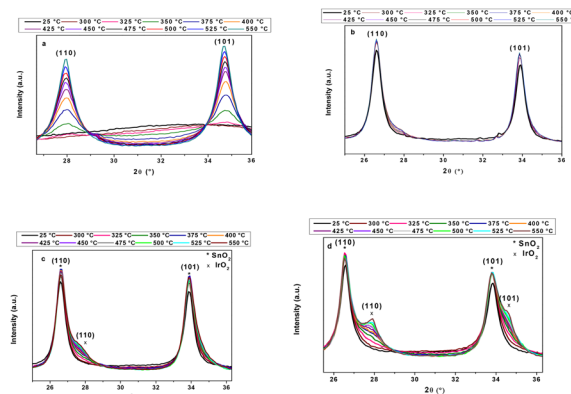 25 °C 300 °C 325 °C 350 °C 375 °C 400 °C
425 °C 450 °C 475 °C 500 °C 525 °C 550 °C
a
(110)
(101)
Intensity (a.u.)
28 30 32 34 36
2θ (°)
25 °C 300 °C 325 °C 350 °C 375 °C 400 °C
425 °C 450 °C 475 °C 500 °C 525 °C 550 °C
b
(110)
(101)
Intensity (a.u.)
26 28 30 32 34 36
2θ (°)
25 °C 300 °C 325 °C 350 °C 375 °C 400 °C
425 °C 450 °C 475 °C 500 °C 525 °C 550 °C
c
* SnO₂
x IrO₂
(110)
*
(110)
x
(101)
*
Intensity (a.u.)
26 28 30 32 34 36
25 °C 300 °C 325 °C 350 °C 375 °C 400 °C
425 °C 450 °C 475 °C 500 °C 525 °C 550 °C
d
* SnO₂
x IrO₂
(110)
*
(110)
x
(101)
*
(101)
x
Intensity (a.u.)
26 28 30 32 34 36
2θ (°)